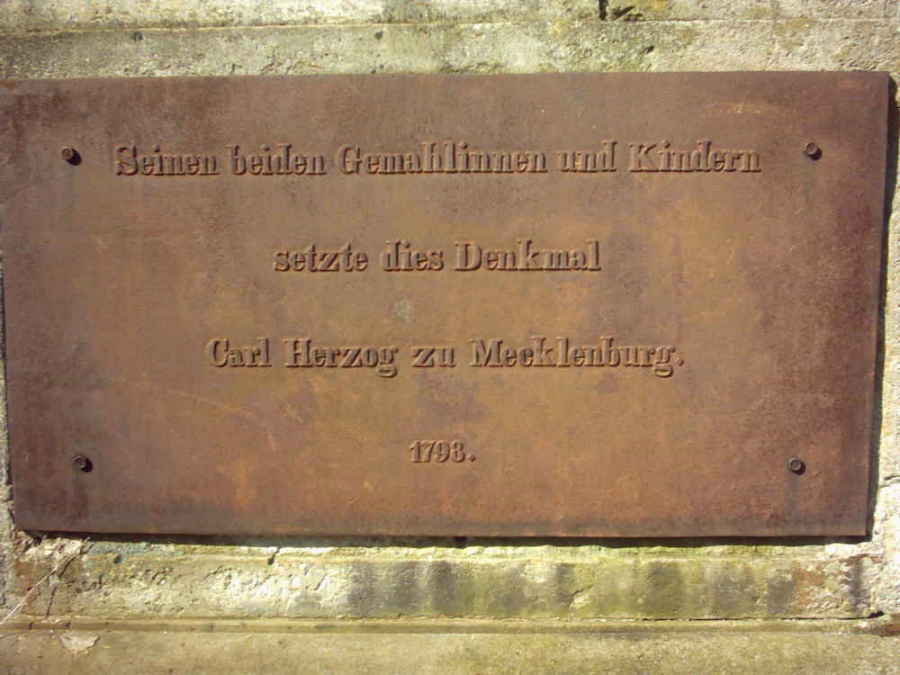 Seinen beiden Gemahlinnen und Kindern
setzte dies Denkmal
Carl Herzog zu Mecklenburg.
1798.